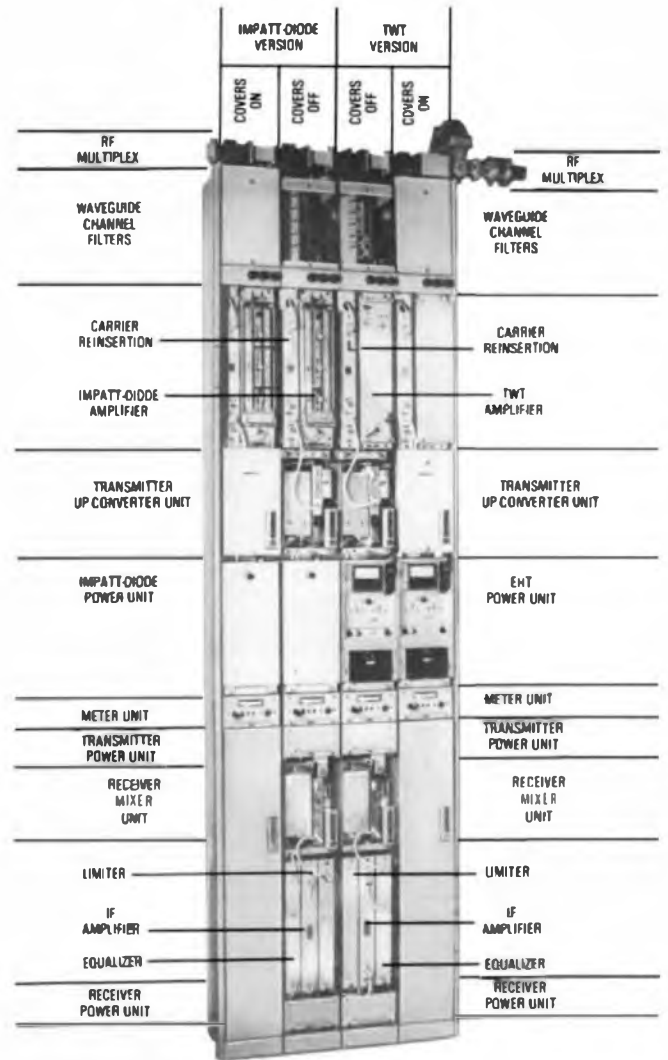 IMPATT-DIODE
VERSION
TWT
VERSION
COVERS
ON
COVERS
OFF
COVERS
OFF
COVERS
ON
RF
MULTIPLEX
WAVEGUIDE
CHANNEL
FILTERS
CARRIER
REINSERTION
IMPATT-DIODE
AMPLIFIER
TRANSMITTER
UP CONVERTER UNIT
IMPATT-DIODE
POWER UNIT
METER UNIT
TRANSMITTER
POWER UNIT
RECEIVER
MIXER
UNIT
LIMITER
IF
AMPLIFIER
EQUALIZER
RECEIVER
POWER UNIT
RF
MULTIPLEX
WAVEGUIDE
CHANNEL
FILTERS
CARRIER
REINSERTION
TWT
AMPLIFIER
TRANSMITTER
UP CONVERTER UNIT
EHT
POWER UNIT
METER UNIT
TRANSMITTER
POWER UNIT
RECEIVER
MIXER
UNIT
LIMITER
IF
AMPLIFIER
EQUALIZER
RECEIVER
POWER UNIT